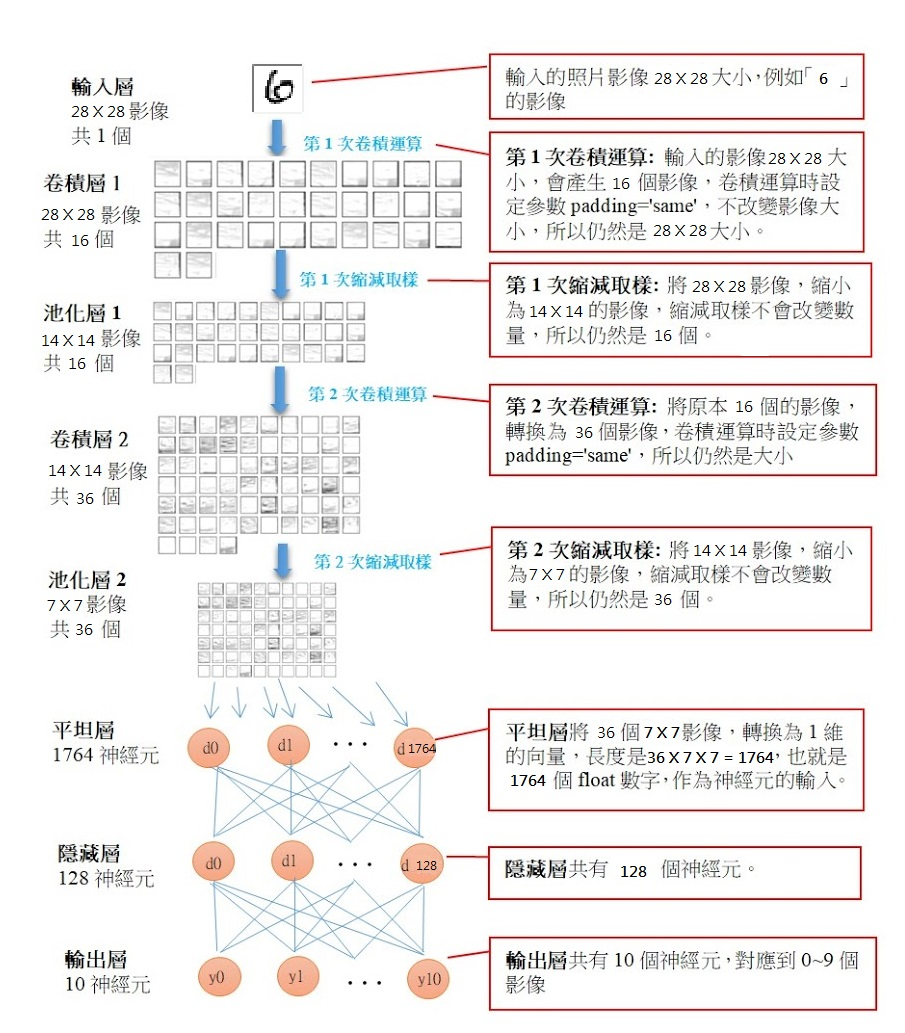 輸入層
28 X 28 影像
共 1 個
6
輸入的照片影像 28 X 28 大小，例如「 6 」
的影像
第 1 次卷積運算
第 1 次卷積運算: 輸入的影像28 X 28 大
小，會產生 16 個影像，卷積運算時設
定參數 padding='same'，不改變影像大
小，所以仍然是 28 X 28 大小。
卷積層 1
28 X 28 影像
共 16 個
第 1 次縮減取樣
第 1 次縮減取樣: 將 28 X 28 影像，縮小
為 14 X 14 的影像，縮減取樣不會改變數
量，所以仍然是 16 個。
池化層 1
14 X 14 影像
共 16 個
第 2 次卷積運算
第 2 次卷積運算: 將原本 16 個的影像，
轉換為 36 個影像，卷積運算時設定參數
padding='same'，所以仍然是大小
卷積層 2
14 X 14 影像
共 36 個
第 2 次縮減取樣
第 2 次縮減取樣: 將 14 X 14 影像，縮小
為7 X 7 的影像，縮減取樣不會改變數
量，所以仍然是 36 個。
池化層 2
7 X 7 影像
共 36 個
平坦層
1764 神經元
d0 d1 ··· d 1764
平坦層將 36 個 7 X 7影像，轉換為 1 維
的向量，長度是36 X 7 X 7 = 1764，也就是
1764 個 float 數字，作為神經元的輸入。
隱藏層
128 神經元
d0 d1 ··· d 128
隱藏層共有 128 個神經元。
輸出層
10 神經元
y0 y1 ··· y10
輸出層共有 10 個神經元，對應到 0~9 個
影像